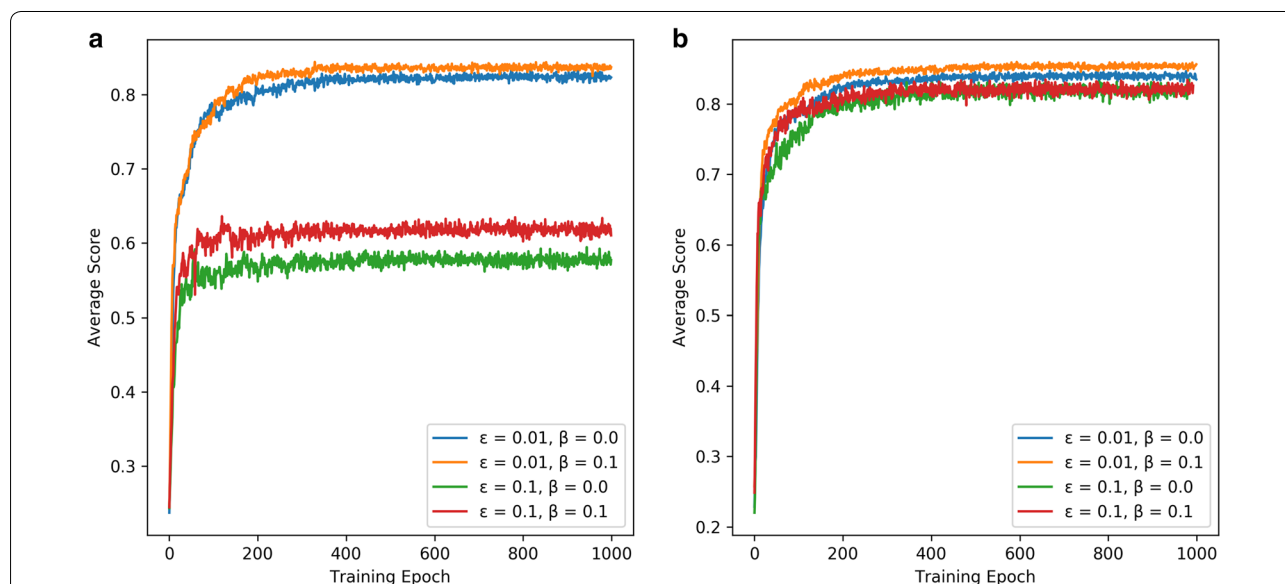 a
Average Score
0.8
0.7
0.6
0.5
0.4
0.3
0
200
400
600
800
1000
Training Epoch
ε = 0.01, β = 0.0
ε = 0.01, β = 0.1
ε = 0.1, β = 0.0
ε = 0.1, β = 0.1
b
Average Score
0.8
0.7
0.6
0.5
0.4
0.3
0.2
0
200
400
600
800
1000
Training Epoch
ε = 0.01, β = 0.0
ε = 0.01, β = 0.1
ε = 0.1, β = 0.0
ε = 0.1, β = 0.1